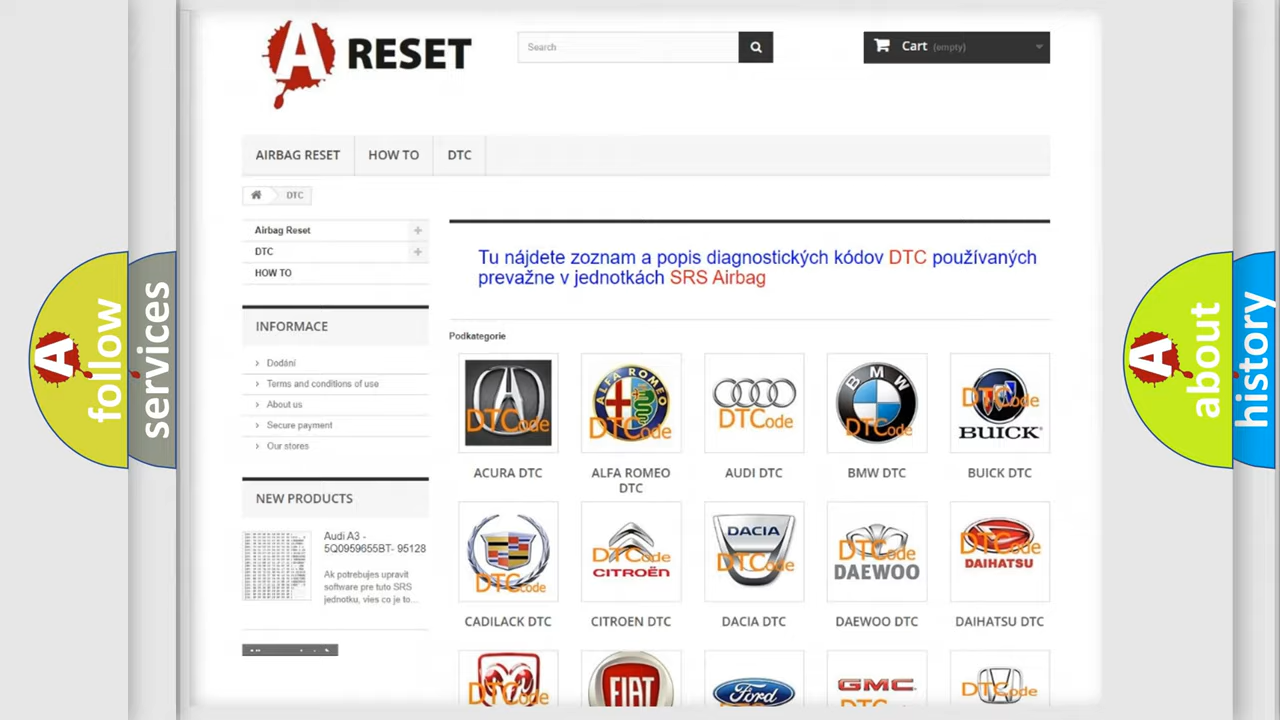 A RESET
Search
Cart (empty)
AIRBAG RESET
HOW TO
DTC
DTC
Airbag Reset
DTC
HOW TO
Tu nájdete zoznam a popis diagnostických kódov DTC používaných
prevažne v jednotkách SRS Airbag
INFORMACE
Dodání
Terms and conditions of use
About us
Secure payment
Our stores
NEW PRODUCTS
Audi A3 -
5Q0959655BT- 95128
Ak potrebujes upravit
software pre tuto SRS
jednotku, vies co je to...
Podkategorie
DTCode
ALFA ROMEO
DTCode
DTCode
BMW
DTCode
DTCode
BUICK
ACURA DTC
ALFA ROMEO
DTC
AUDI DTC
BMW DTC
BUICK DTC
DTCode
DTCode
CITROËN
DACIA
DTCode
DTCode
DAEWOO
DTCode
DAIHATSU
CADILACK DTC
CITROEN DTC
DACIA DTC
DAEWOO DTC
DAIHATSU DTC
DTCode
FIAT
Ford
GMC
DTCode
A follow
services
A about
history